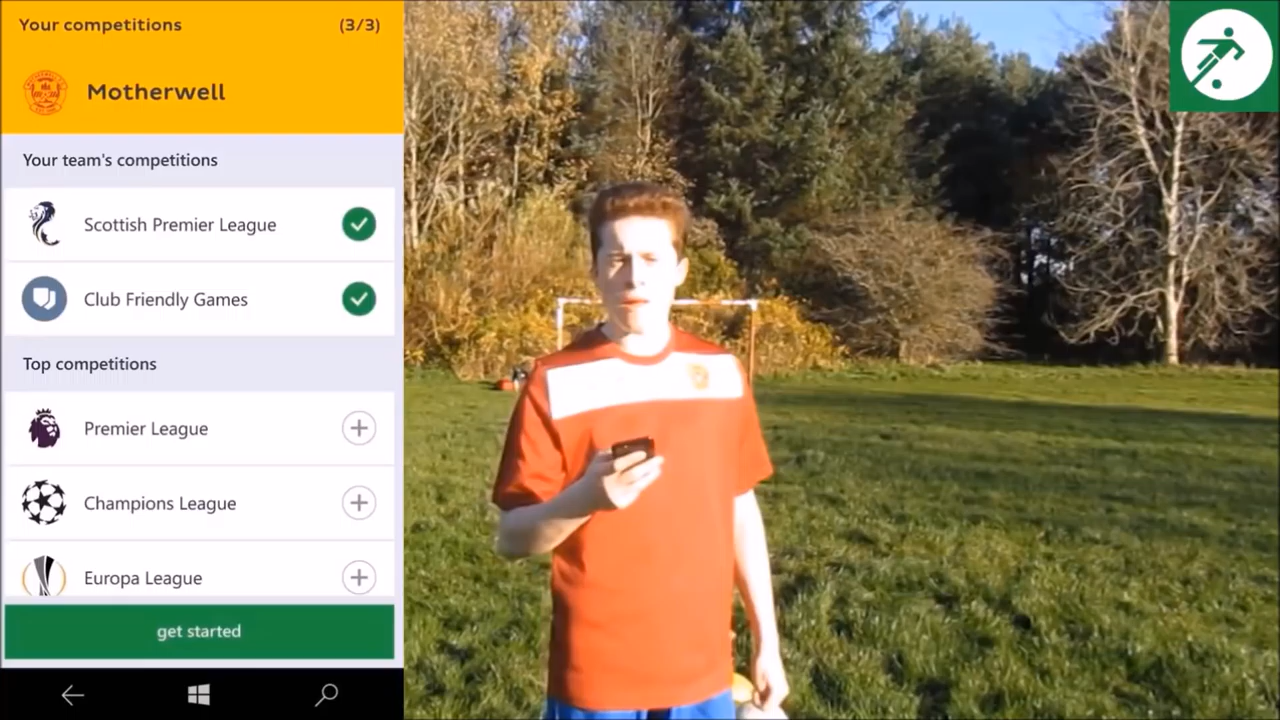 Your competitions (3/3)
Motherwell
Your team's competitions
Scottish Premier League
Club Friendly Games
Top competitions
Premier League
Champions League
Europa League
get started